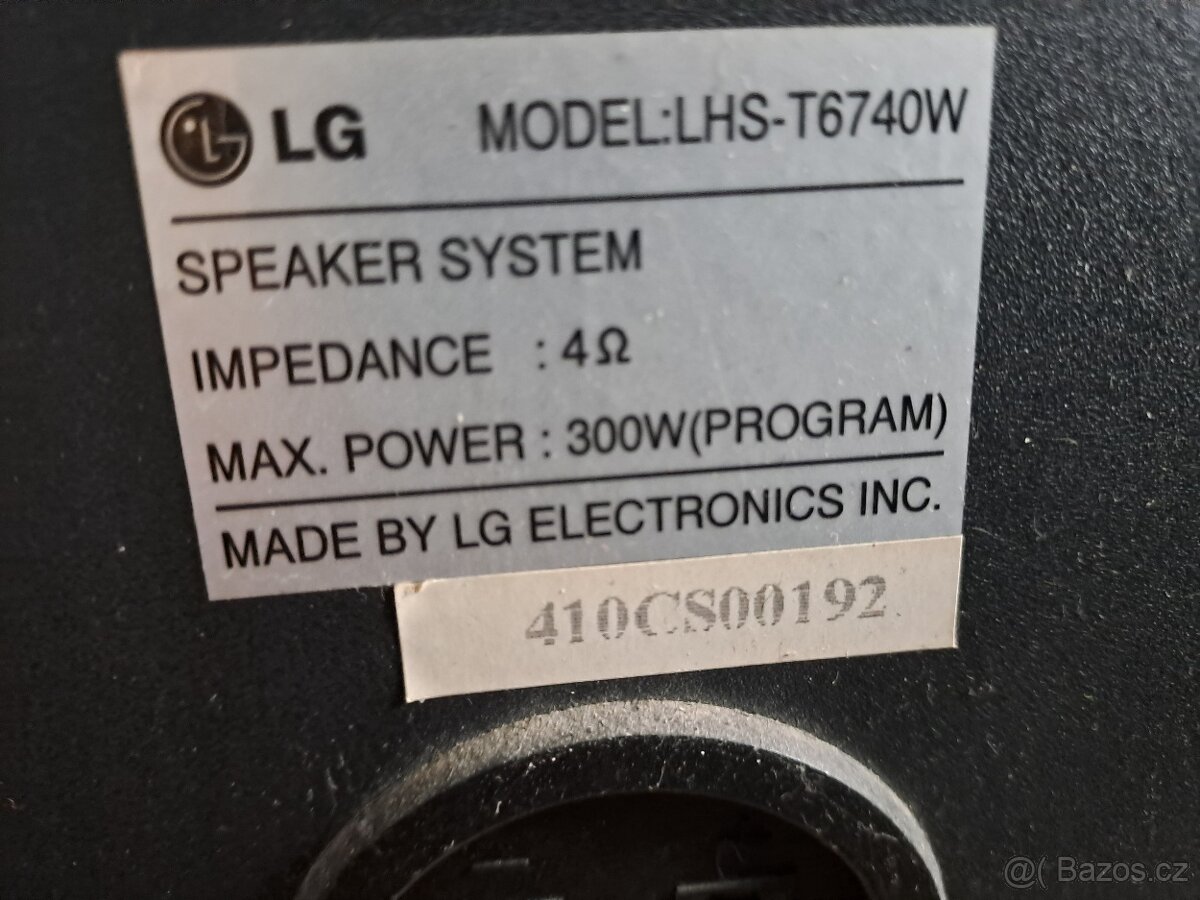 LG MODEL:LHS-T6740W
SPEAKER SYSTEM
IMPEDANCE : 4Ω
MAX. POWER : 300W(PROGRAM)
MADE BY LG ELECTRONICS INC.
410CS00192
@( Bazos.cz